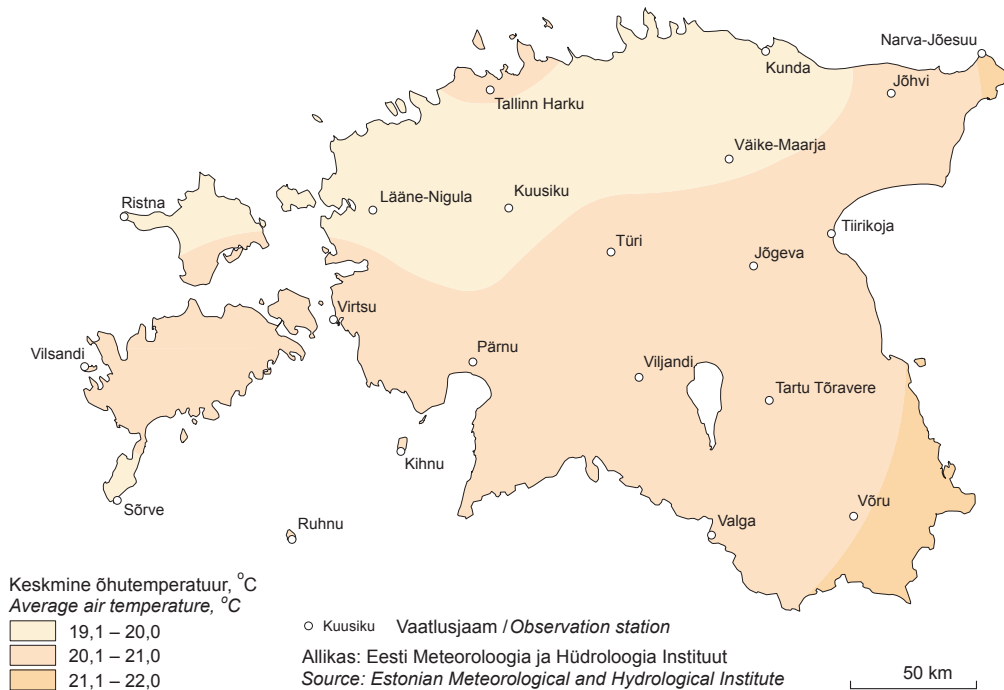 Narva-Jõesuu
Kunda
Jõhvi
Tallinn Harku
Väike-Maarja
Ristna
Lääne-Nigula
Kuusiku
Tiirikoja
Türi
Jõgeva
Virtsu
Vilsandi
Pärnu
Viljandi
Tartu Tõravere
Kihnu
Sõrve
Võru
Ruhnu
Valga
Keskmine õhutemperatuur, °C
Average air temperature, °C
19,1 – 20,0
20,1 – 21,0
21,1 – 22,0
Kuusiku Vaatlusjaam / Observation station
Allikas: Eesti Meteoroloogia ja Hüdroloogia Instituut
Source: Estonian Meteorological and Hydrological Institute
50 km